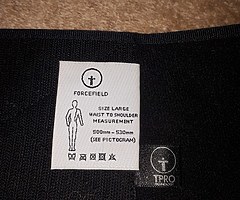 FORCEFIELD
SIZE LARGE
WAIST TO SHOULDER
MEASUREMENT
500mm - 530mm
(SEE PICTOGRAM)
TPRO